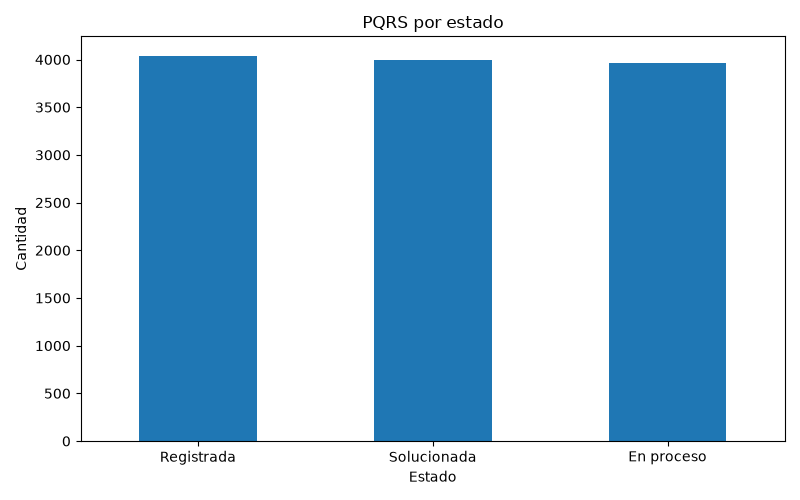 PQRS por estado
Cantidad
4000
3500
3000
2500
2000
1500
1000
500
0
Registrada
Solucionada
En proceso
Estado